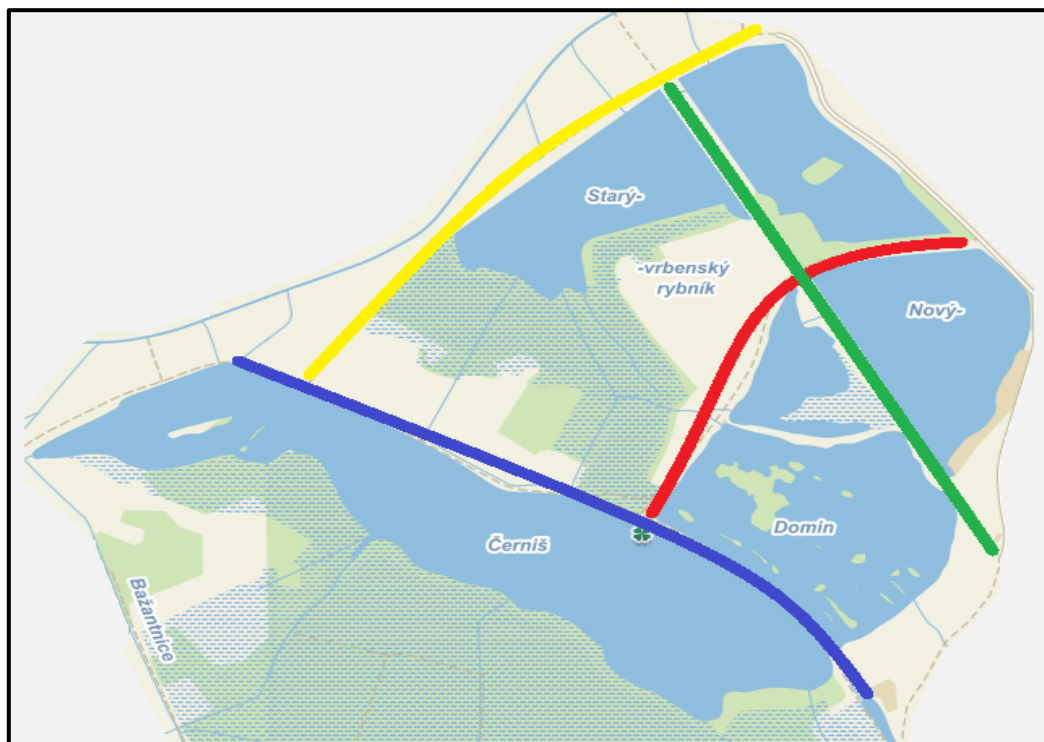 Starý-
-vrbenský
rybník
Nový-
Domin
Černiš
Bažantnice